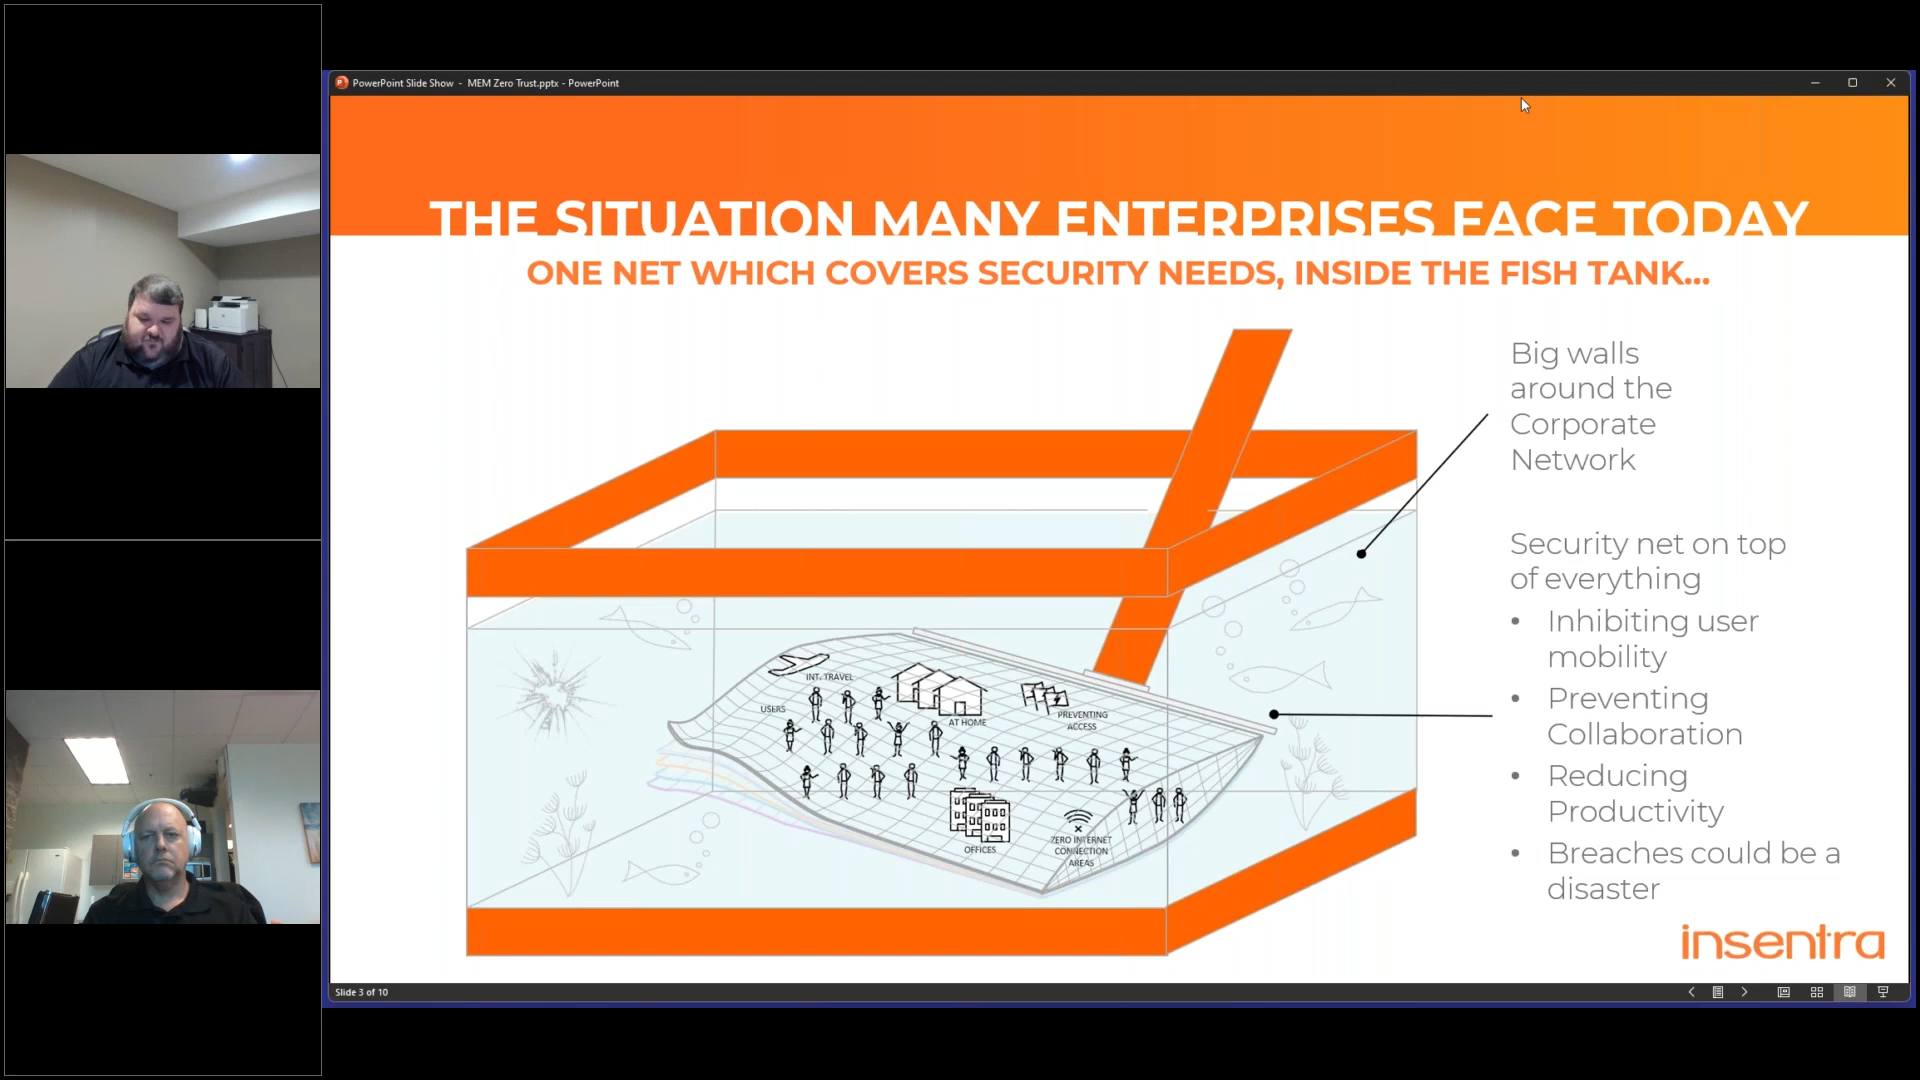 PowerPoint Slide Show - MEM Zero Trust.pptx - PowerPoint
THE SITUATION MANY ENTERPRISES FACE TODAY
ONE NET WHICH COVERS SECURITY NEEDS, INSIDE THE FISH TANK...
Big walls
around the
Corporate
Network
Security net on top
of everything
• Inhibiting user
mobility
• Preventing
Collaboration
• Reducing
Productivity
• Breaches could be a
disaster
INT. TRAVEL
USERS
AT HOME
PREVENTING
ACCESS
OFFICES
ZERO INTERNET
CONNECTION
AREAS
insentra
Slide 3 of 10